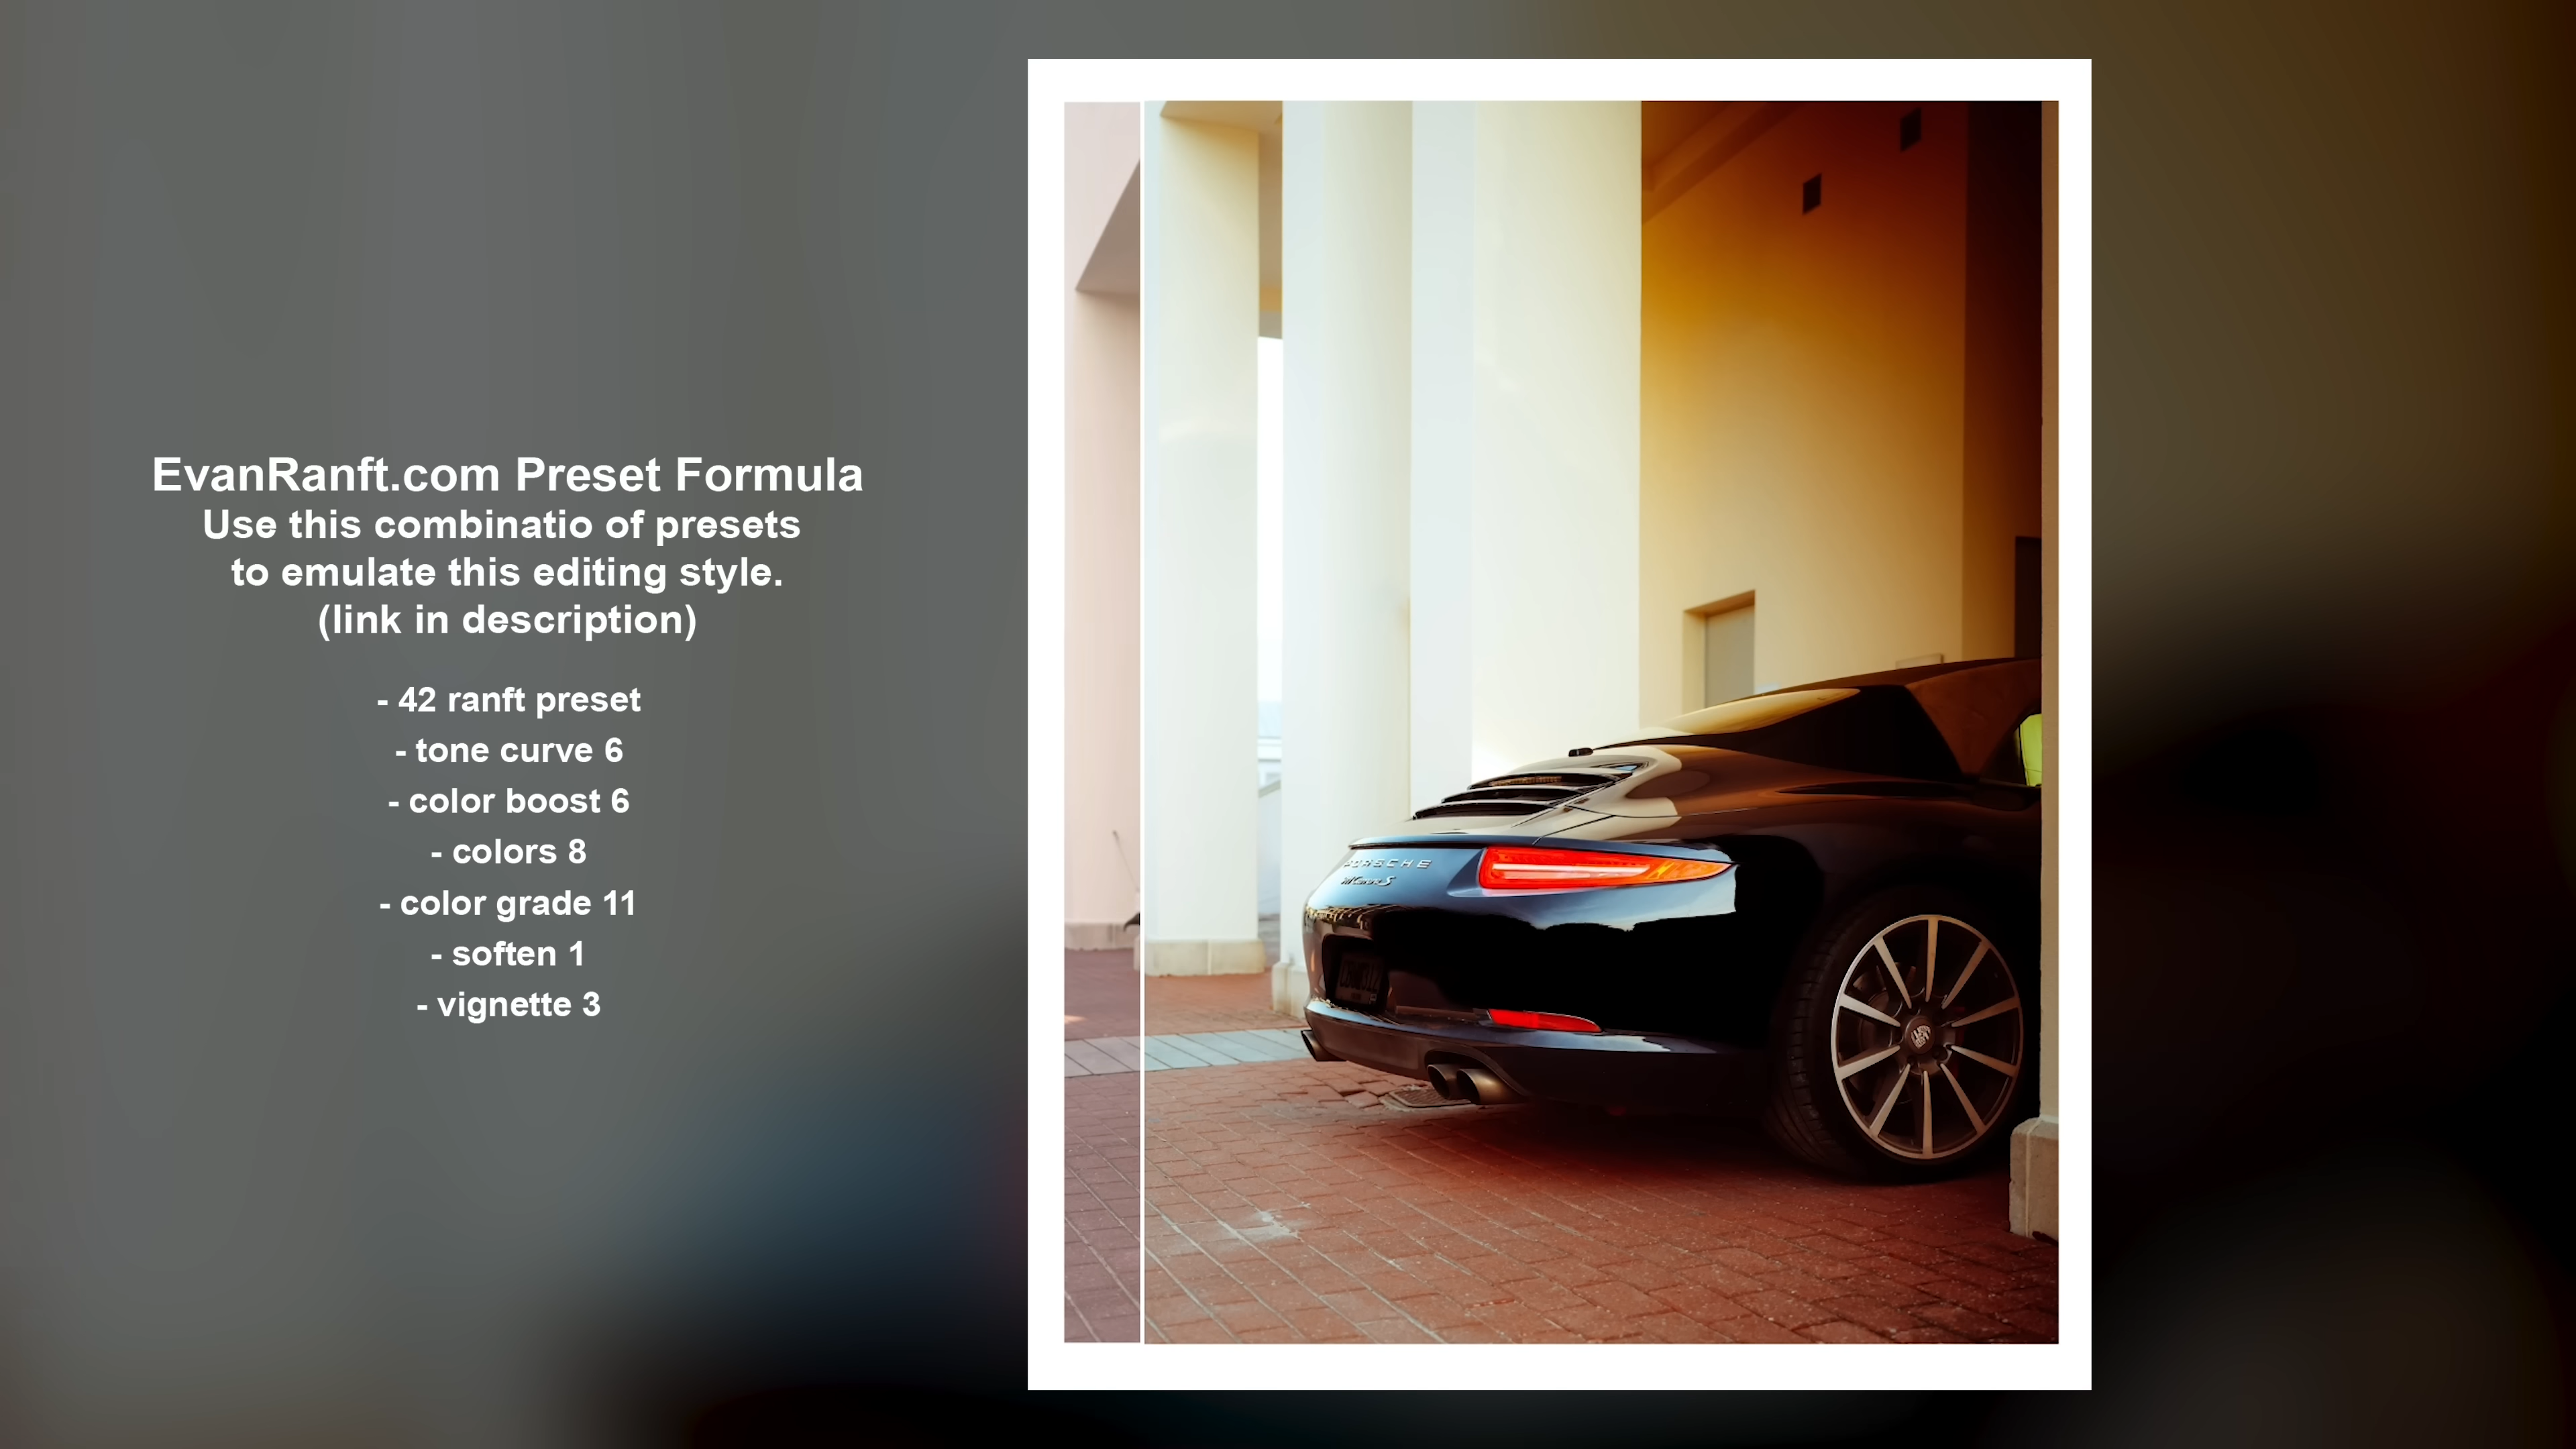 EvanRanft.com Preset Formula
Use this combinatio of presets
to emulate this editing style.
(link in description)
- 42 ranft preset
- tone curve 6
- color boost 6
- colors 8
- color grade 11
- soften 1
- vignette 3
PORSCHE